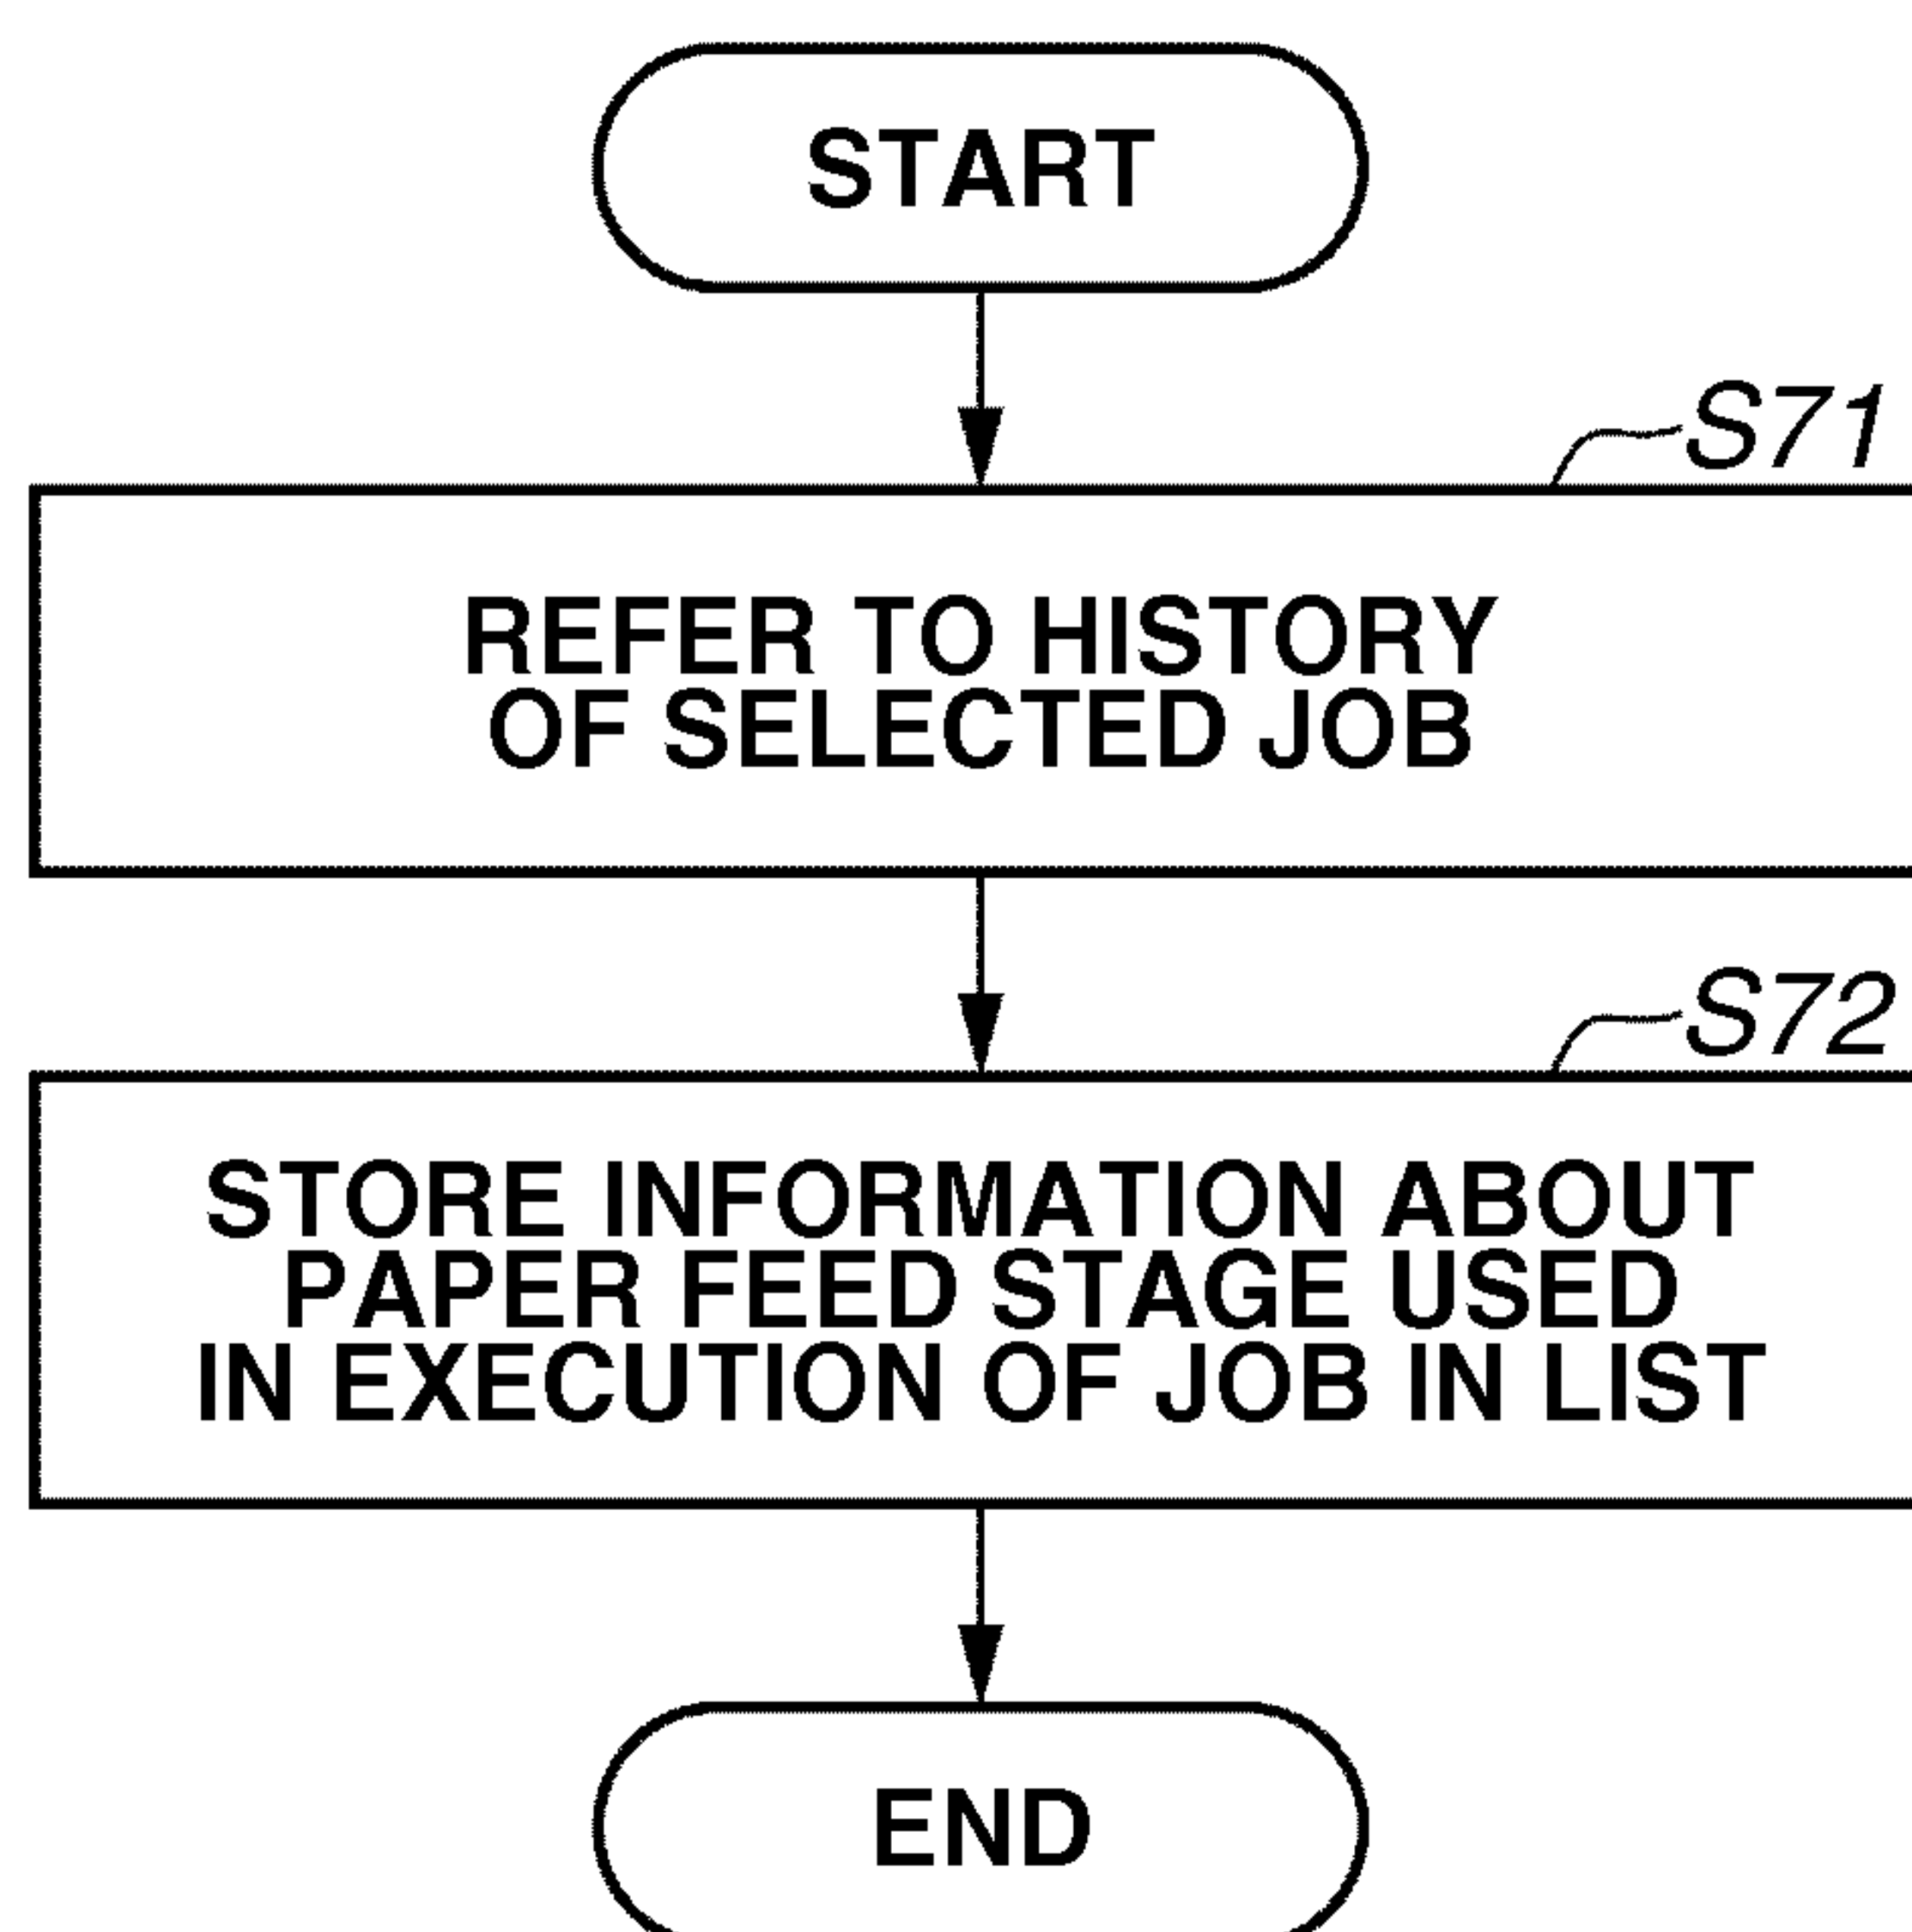 START
S71
REFER TO HISTORY
OF SELECTED JOB
S72
STORE INFORMATION ABOUT
PAPER FEED STAGE USED
IN EXECUTION OF JOB IN LIST
END